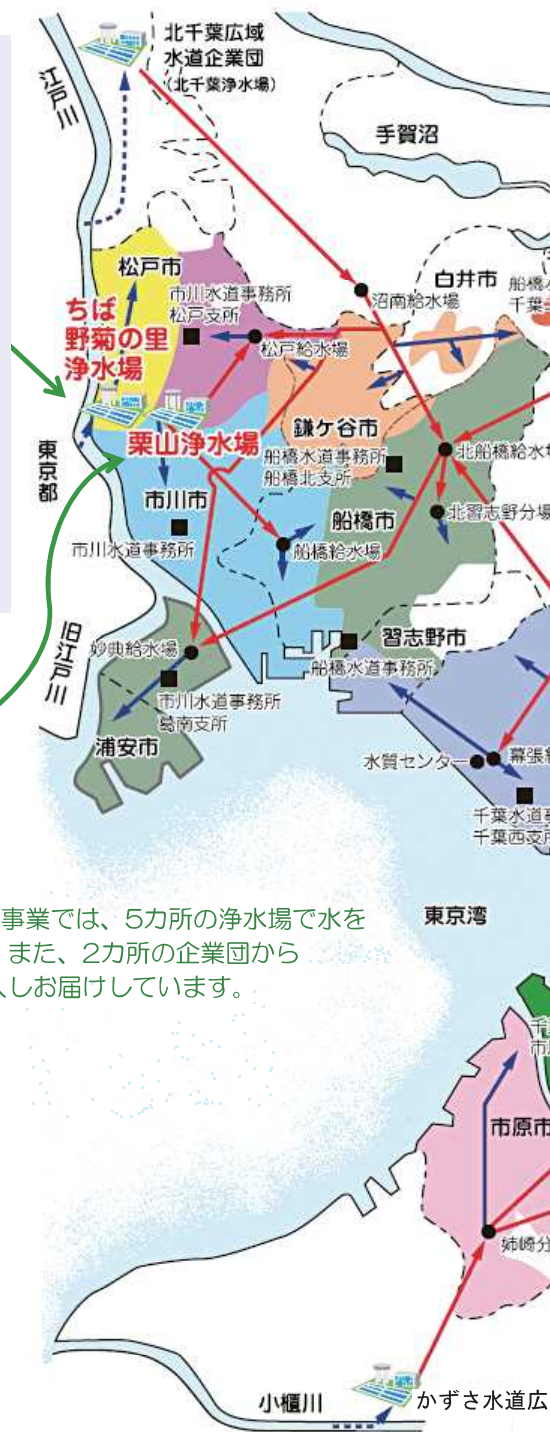 北千葉広域
水道企業団
(北千葉浄水場)
江戸川
手賀沼
松戸市
市川水道事務所
松戸支所
白井市
船橋水
千葉
沼南給水場
ちば
野菊の里
浄水場
松戸給水場
栗山浄水場
鎌ケ谷市
船橋水道事務所
船橋北支所
北船橋給水場
東京都
市川市
市川水道事務所
船橋市
北習志野分場
船橋給水場
旧江戸川
妙典給水場
習志野市
船橋水道事務所
市川水道事務所
葛南支所
浦安市
水質センター
幕張給
千葉水道事
千葉西支所
事業では、5カ所の浄水場で水を
また、2カ所の企業団から
入しお届けしています。
東京湾
千
市原
市原市
姉崎分
小櫃川
かずさ水道広